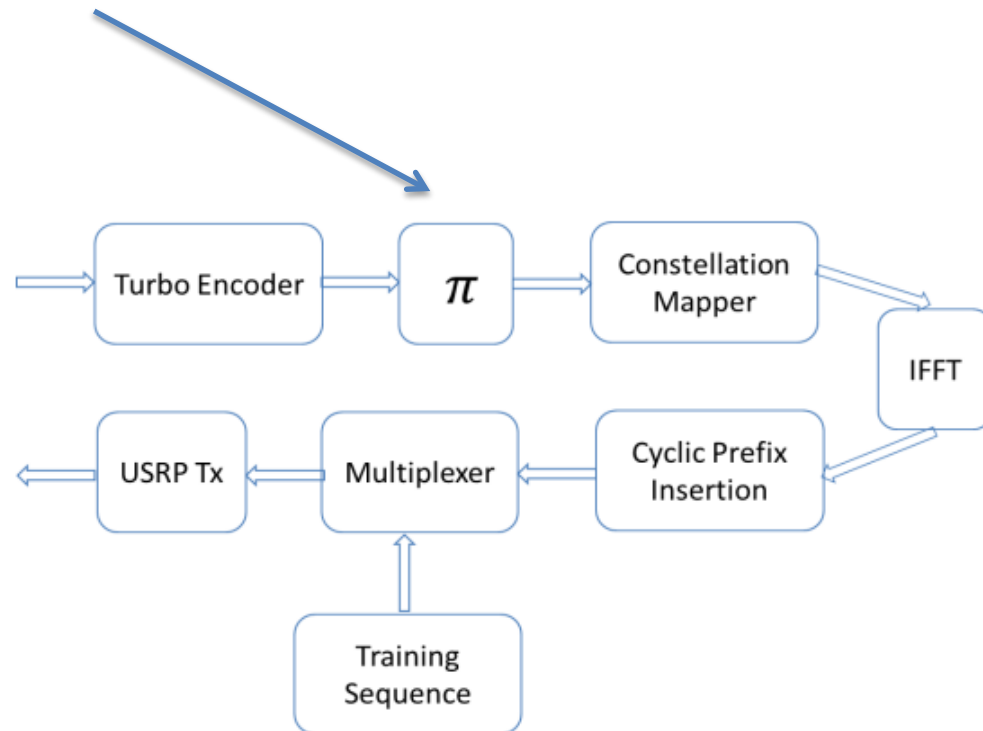 Turbo Encoder
π
Constellation
Mapper
IFFT
Cyclic Prefix
Insertion
Multiplexer
USRP Tx
Training
Sequence